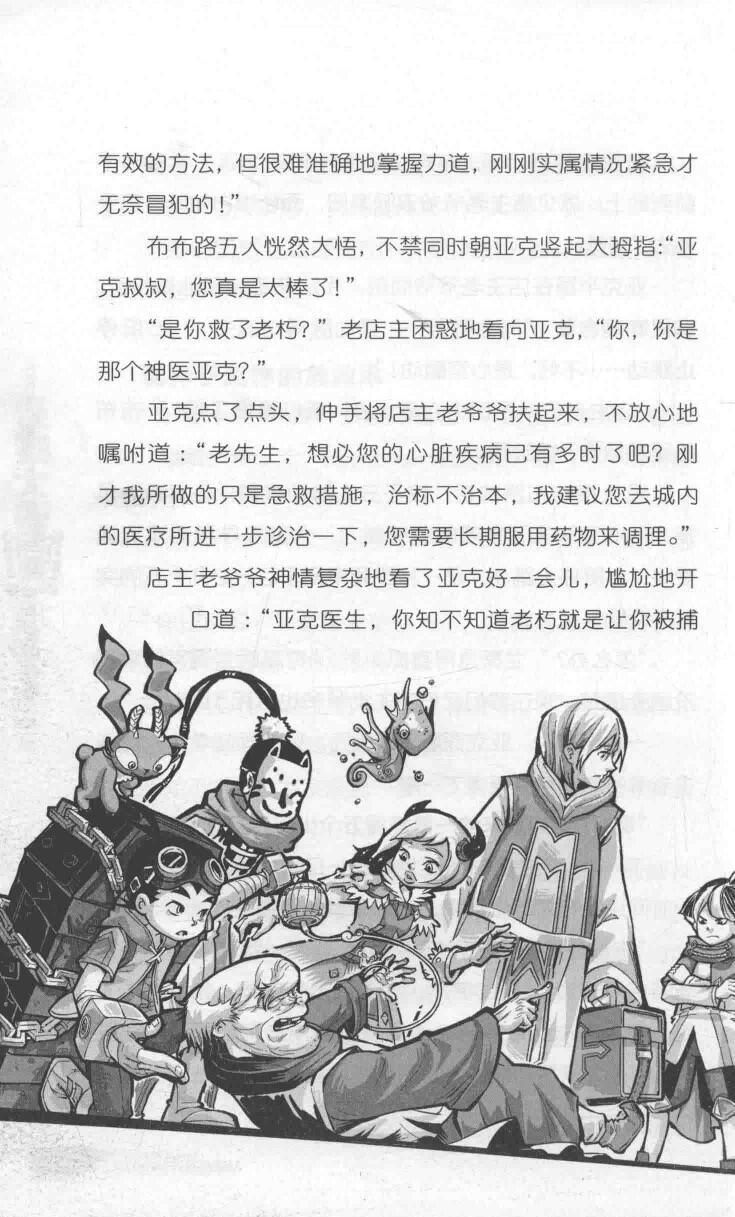 有效的方法，但很难准确地掌握力道，刚刚实属情况紧急才
无奈冒犯的！”
布布路五人恍然大悟，不禁同时朝亚克竖起大拇指：“亚
克叔叔，您真是太棒了！”
“是你救了老朽？”老店主困惑地看向亚克，“你，你是
那个神医亚克？”
亚克点了点头，伸手将店主老爷爷扶起来，不放心地
嘱咐道：“老先生，想必您的心脏疾病已有多时了吧？刚
才我所做的只是急救措施，治标不治本，我建议您去城内
的医疗所进一步诊治一下，您需要长期服用药物来调理。”
店主老爷爷神情复杂地看了亚克好一会儿，尴尬地开
口道：“亚克医生，你知不知道老朽就是让你被捕